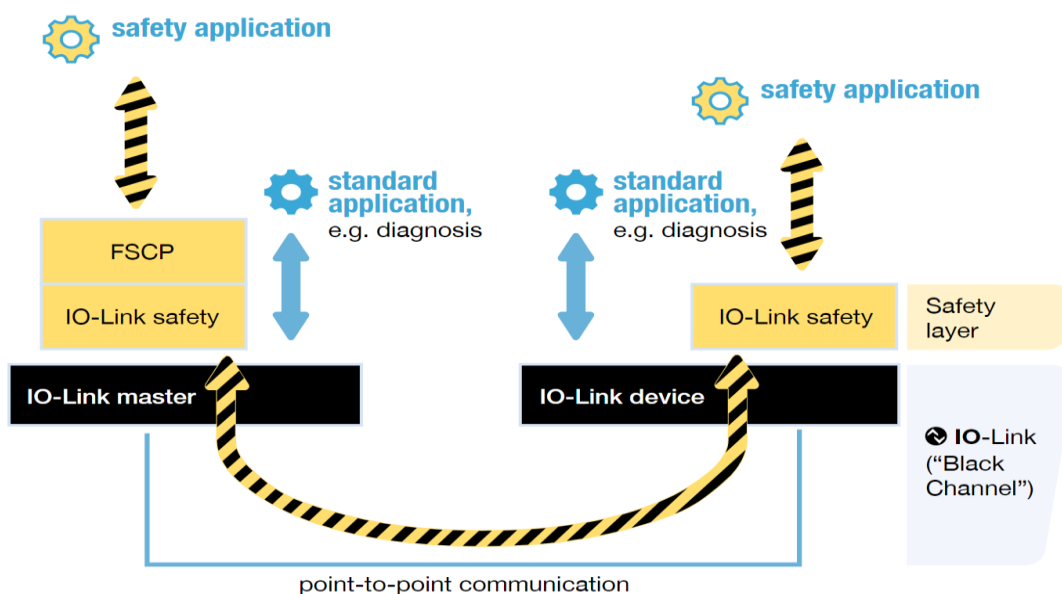 safety application
safety application
standard
application,
e.g. diagnosis
standard
application,
e.g. diagnosis
FSCP
IO-Link safety
IO-Link safety
Safety
layer
IO-Link master
IO-Link device
IO-Link
(“Black
Channel”)
point-to-point communication